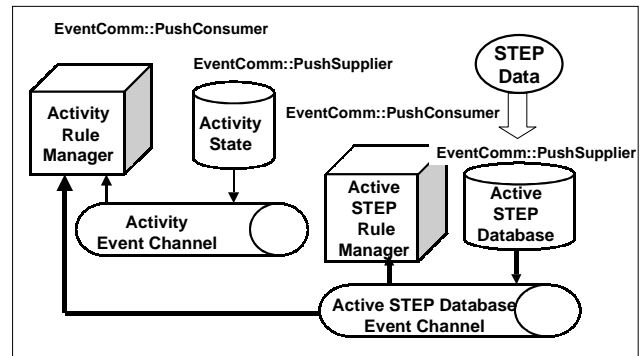 EventComm::PushConsumer
EventComm::PushSupplier
STEP
Data
Activity
Rule
Manager
Activity
State
EventComm::PushConsumer
EventComm::PushSupplier
Active
STEP
Rule
Manager
Active
STEP
Database
Activity
Event Channel
Active STEP Database
Event Channel